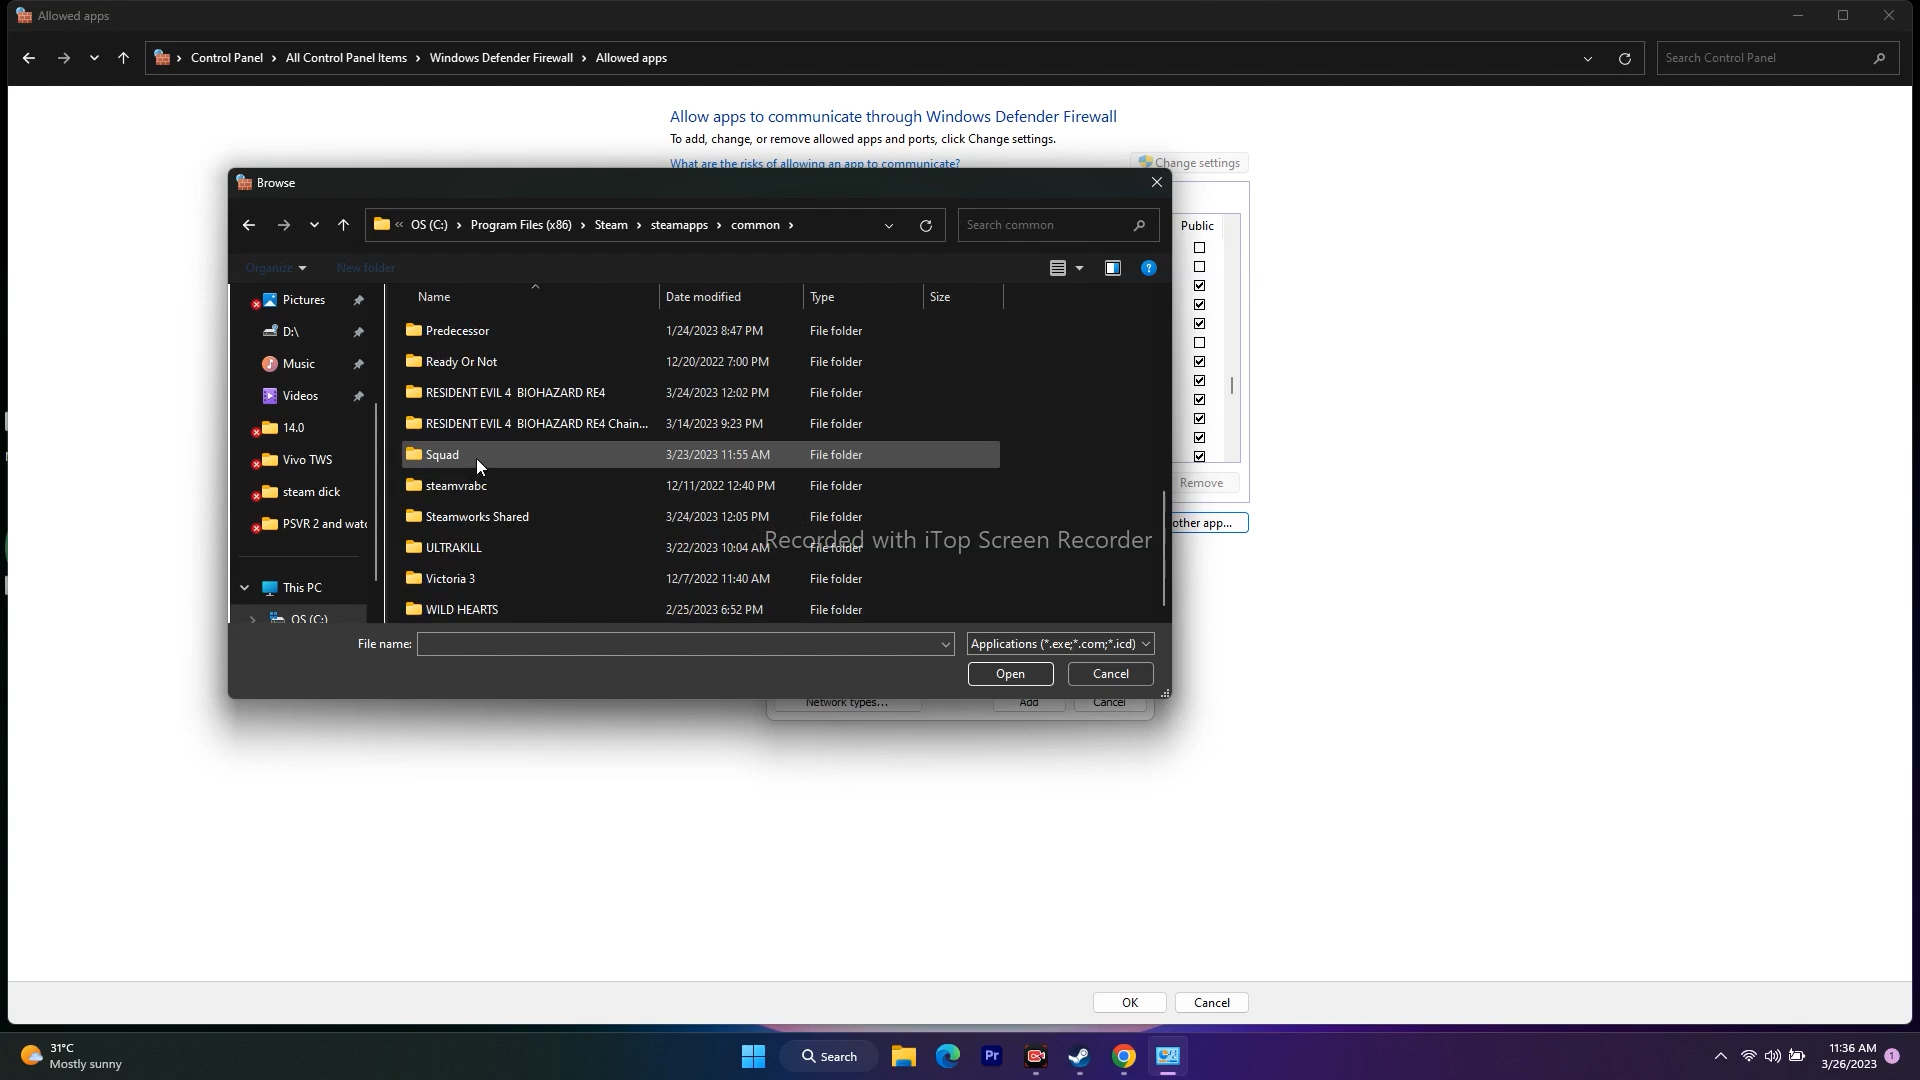 Allowed apps
Control Panel > All Control Panel Items > Windows Defender Firewall > Allowed apps
Search Control Panel
Allow apps to communicate through Windows Defender Firewall
To add, change, or remove allowed apps and ports, click Change settings.
What are the risks of allowing an app to communicate?
Change settings
Browse
« OS (C:) > Program Files (x86) > Steam > steamapps > common >
Search common
Organize
New folder
Public
Name
Date modified
Type
Size
Pictures
D:\
Music
Videos
14.0
Vivo TWS
steam dick
PSVR 2 and watc
This PC
OS (C:)
Predecessor 1/24/2023 8:47 PM File folder
Ready Or Not 12/20/2022 7:00 PM File folder
RESIDENT EVIL 4 BIOHAZARD RE4 3/24/2023 12:02 PM File folder
RESIDENT EVIL 4 BIOHAZARD RE4 Chain... 3/14/2023 9:23 PM File folder
Squad 3/23/2023 11:55 AM File folder
steamvrabc 12/11/2022 12:40 PM File folder
Steamworks Shared 3/24/2023 12:05 PM File folder
ULTRAKILL 3/22/2023 10:04 AM File folder
Victoria 3 12/7/2022 11:40 AM File folder
WILD HEARTS 2/25/2023 6:52 PM File folder
Remove
other app...
Recorded with iTop Screen Recorder
File name:
Applications (*.exe;*.com;*.icd)
Open
Cancel
Network types...
Add
Cancel
OK
Cancel
31°C
Mostly sunny
Search
Pr
11:36 AM
3/26/2023
1